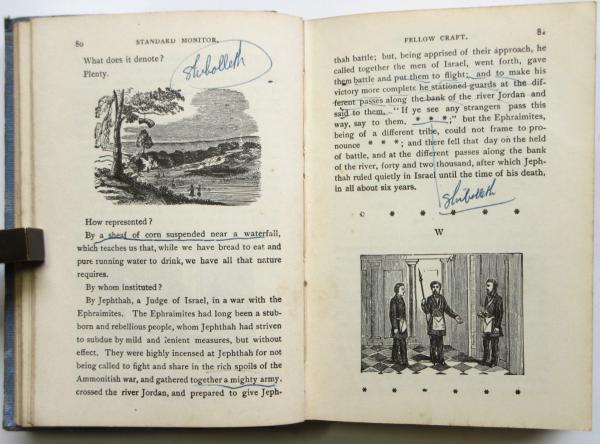 80 STANDARD MONITOR.
What does it denote?
Plenty.
Shibolleth
How represented?
By a sheaf of corn suspended near a waterfall,
which teaches us that, while we have bread to eat and
pure running water to drink, we have all that nature
requires.
By whom instituted?
By Jephthah, a Judge of Israel, in a war with the
Ephraimites. The Ephraimites had long been a stub-
born and rebellious people, whom Jephthah had striven
to subdue by mild and lenient measures, but without
effect. They were highly incensed at Jephthah for not
being called to fight and share in the rich spoils of the
Ammonitish war, and gathered together a mighty army,
crossed the river Jordan, and prepared to give Jeph-
FELLOW CRAFT. 81
thah battle; but, being apprised of their approach, he
called together the men of Israel, went forth, gave
them battle and put them to flight; and to make his
victory more complete he stationed guards at the dif-
ferent passes along the bank of the river Jordan and
said to them, "If ye see any strangers pass this
way, say to them, * * *;" but the Ephraimites,
being of a different tribe, could not frame to pro-
nounce * * *; and there fell that day on the field
of battle, and at the different passes along the bank
of the river, forty and two thousand, after which Jeph-
thah ruled quietly in Israel until the time of his death,
in all about six years.
Shibolleth
* * * * * *
W
* * * * * *